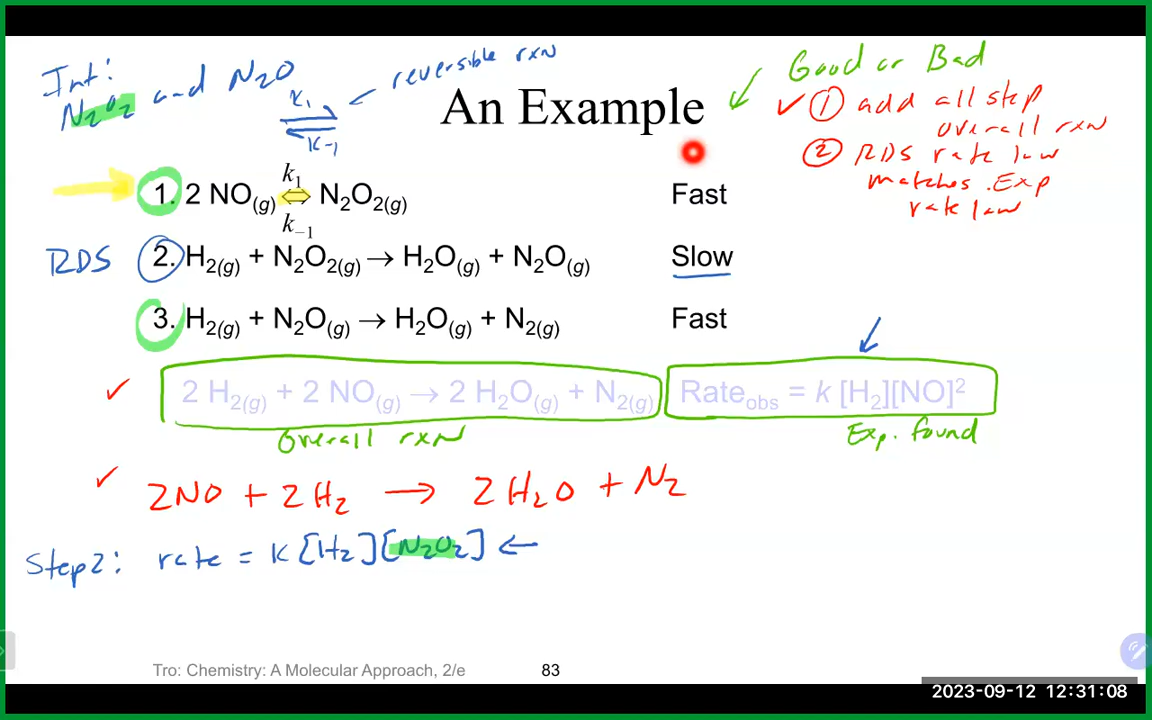 Int:
N2O2 and N2O
K1
K-1
reversible rxn
An Example
Good or Bad
✓ ① add all step
overall rxn
② RDS rate law
matches Exp
rate law
1. 2 NO(g) ⇔ N2O2(g) Fast
k1
k−1
RDS 2. H2(g) + N2O2(g) → H2O(g) + N2O(g) Slow
3. H2(g) + N2O(g) → H2O(g) + N2(g) Fast
✓ 2 H2(g) + 2 NO(g) → 2 H2O(g) + N2(g) Rateobs = k [H2][NO]²
Overall rxn
Exp. found
✓ 2NO + 2H2 → 2H2O + N2
Step2: rate = K[H2][N2O2] ←
Tro: Chemistry: A Molecular Approach, 2/e 83
2023-09-12 12:31:08